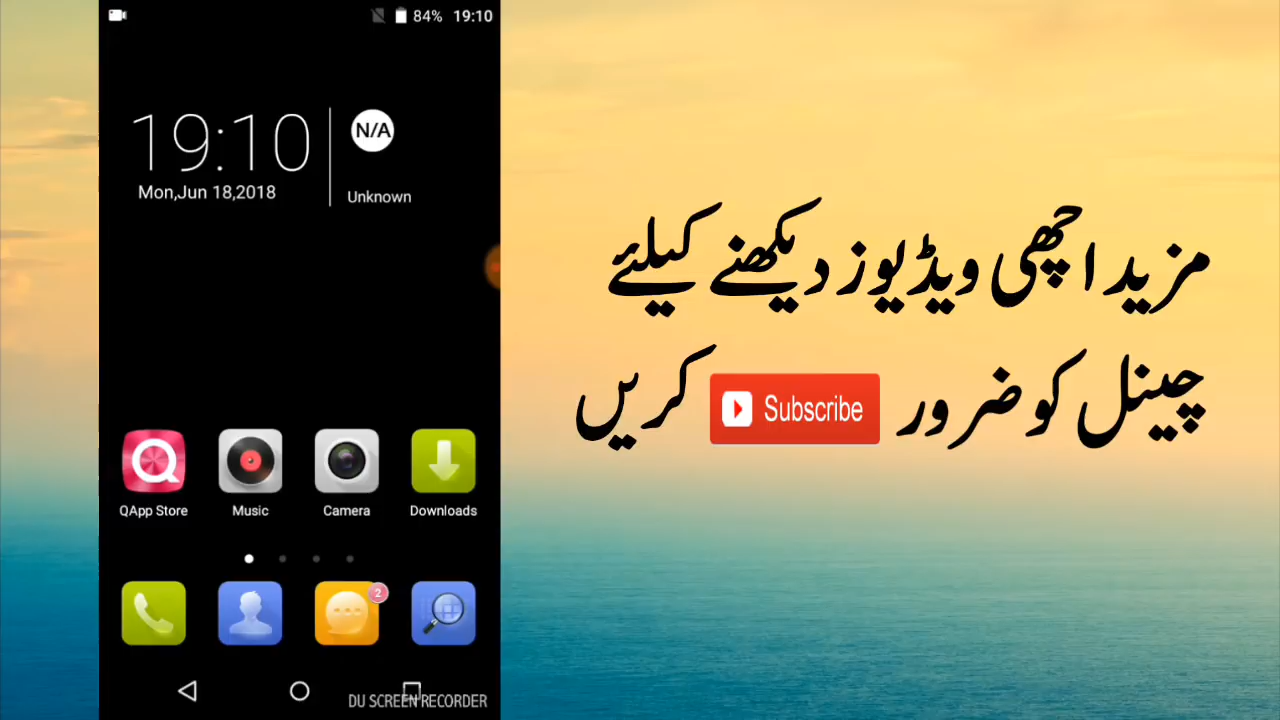 84% 19:10
19:10
N/A
Mon,Jun 18,2018
Unknown
مزید اچھی ویڈیوز دیکھنے کیلئے
چینل کو ضرور Subscribe کریں
QApp Store Music Camera Downloads
2
DU SCREEN RECORDER